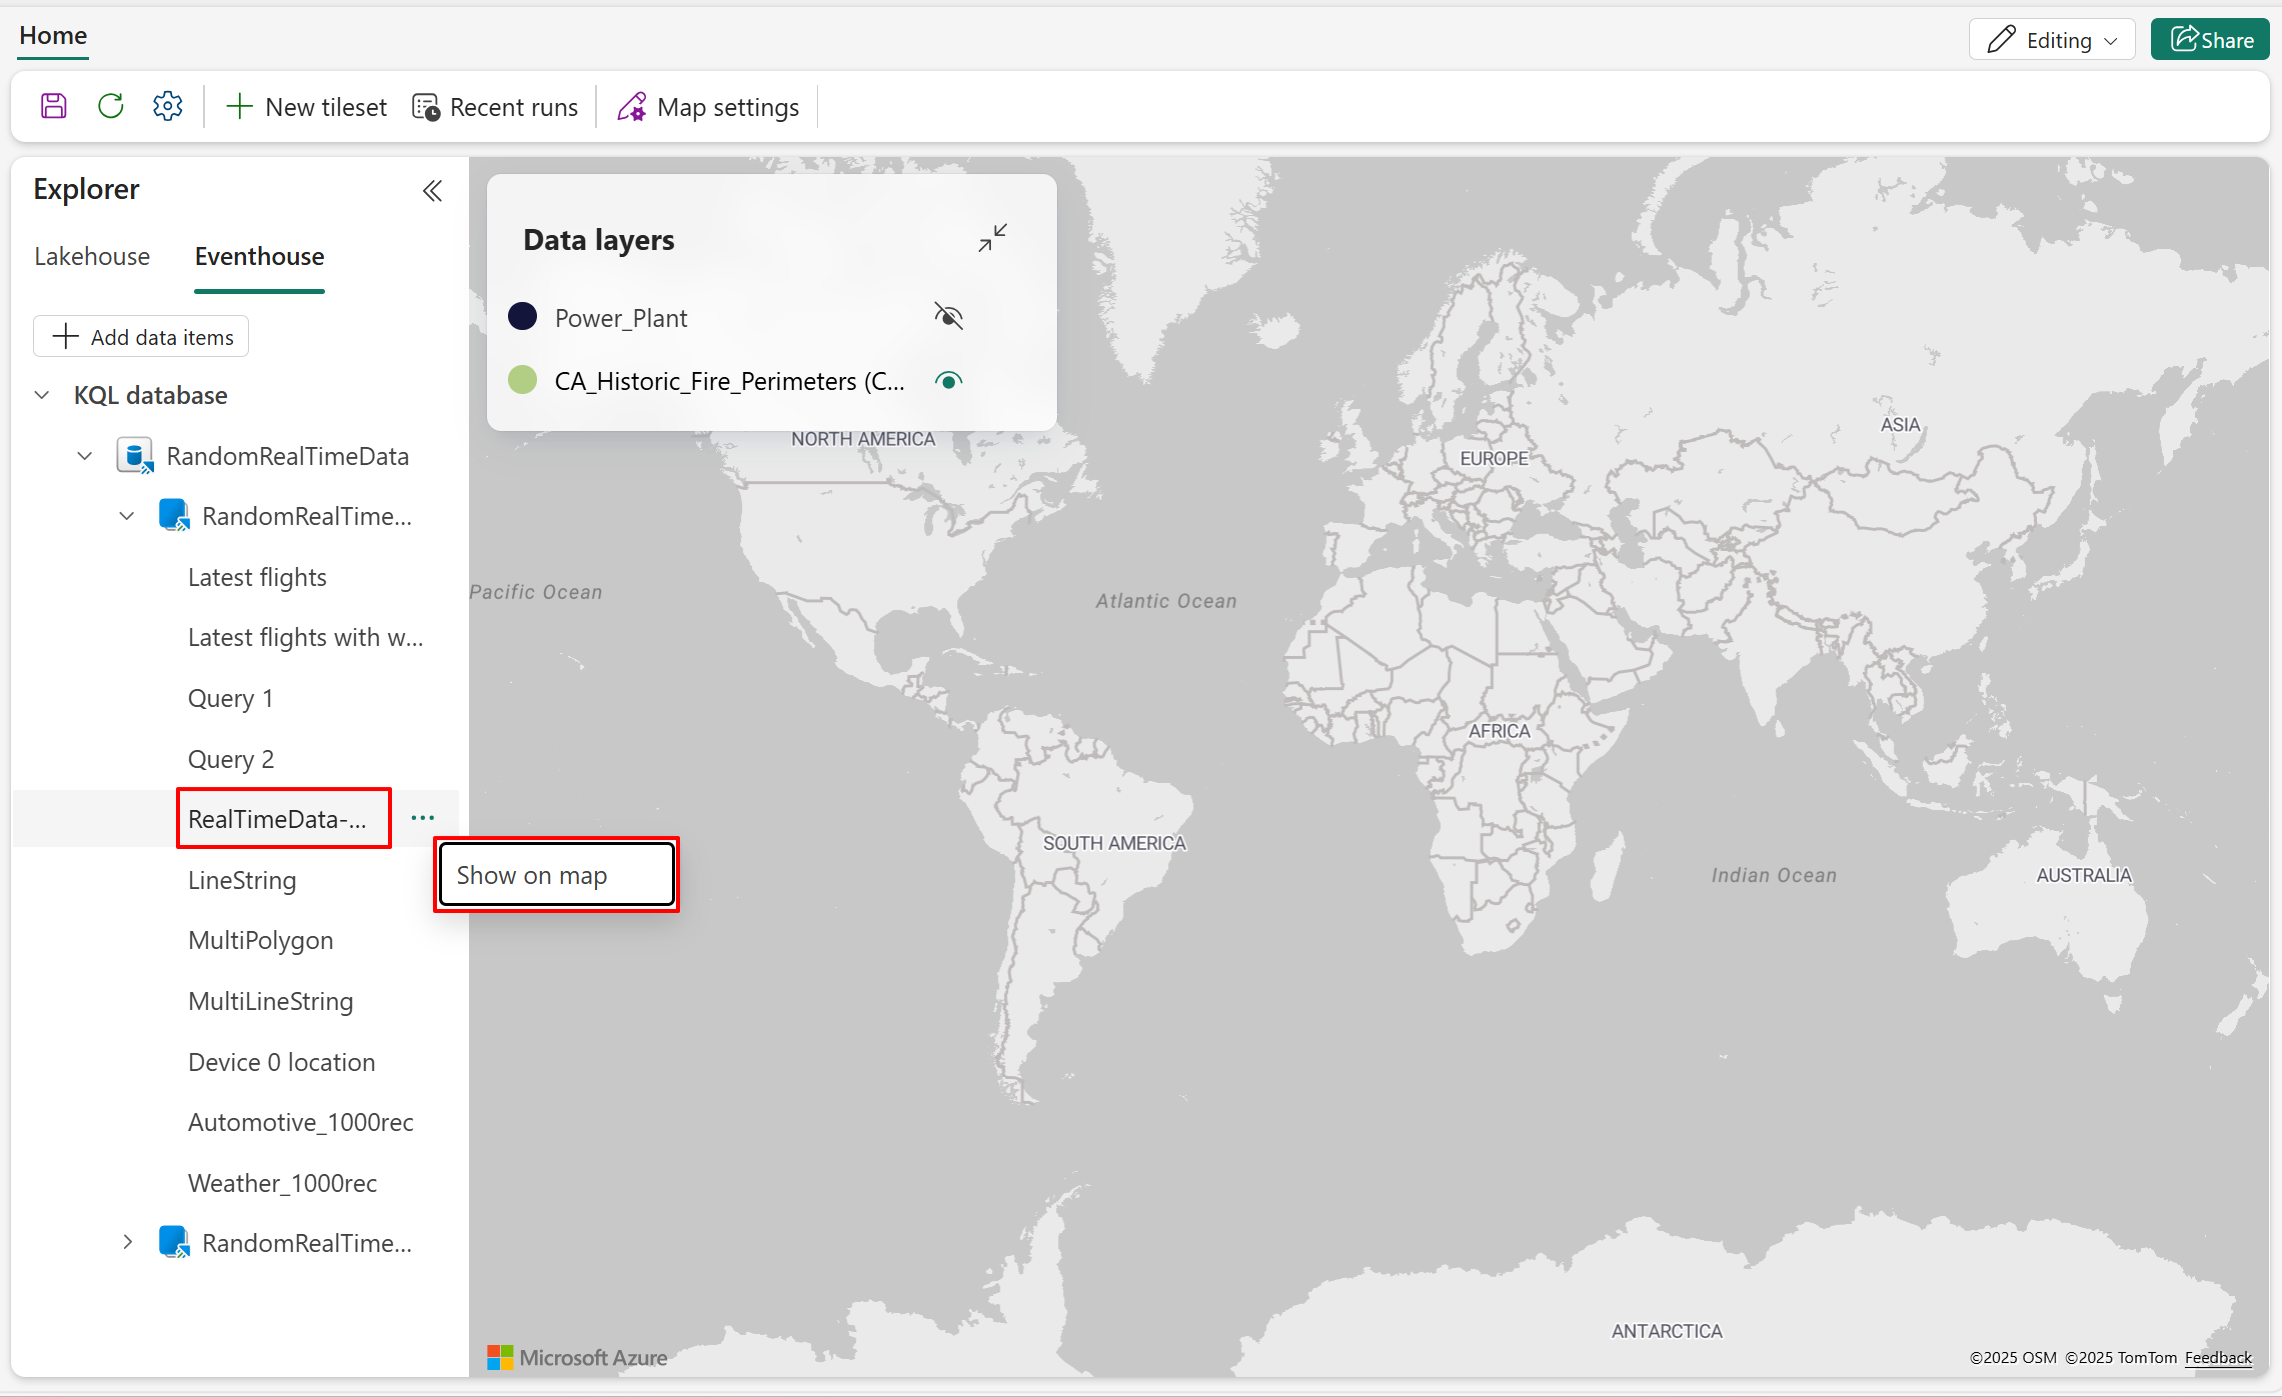 Home
Editing
Share
New tileset
Recent runs
Map settings
Explorer
Lakehouse
Eventhouse
Add data items
KQL database
RandomRealTimeData
RandomRealTime...
Latest flights
Latest flights with w...
Query 1
Query 2
RealTimeData-...
Show on map
LineString
MultiPolygon
MultiLineString
Device 0 location
Automotive_1000rec
Weather_1000rec
RandomRealTime...
Data layers
Power_Plant
CA_Historic_Fire_Perimeters (C...
NORTH AMERICA
ASIA
EUROPE
Pacific Ocean
Atlantic Ocean
AFRICA
SOUTH AMERICA
Indian Ocean
AUSTRALIA
ANTARCTICA
Microsoft Azure
©2025 OSM ©2025 TomTom Feedback